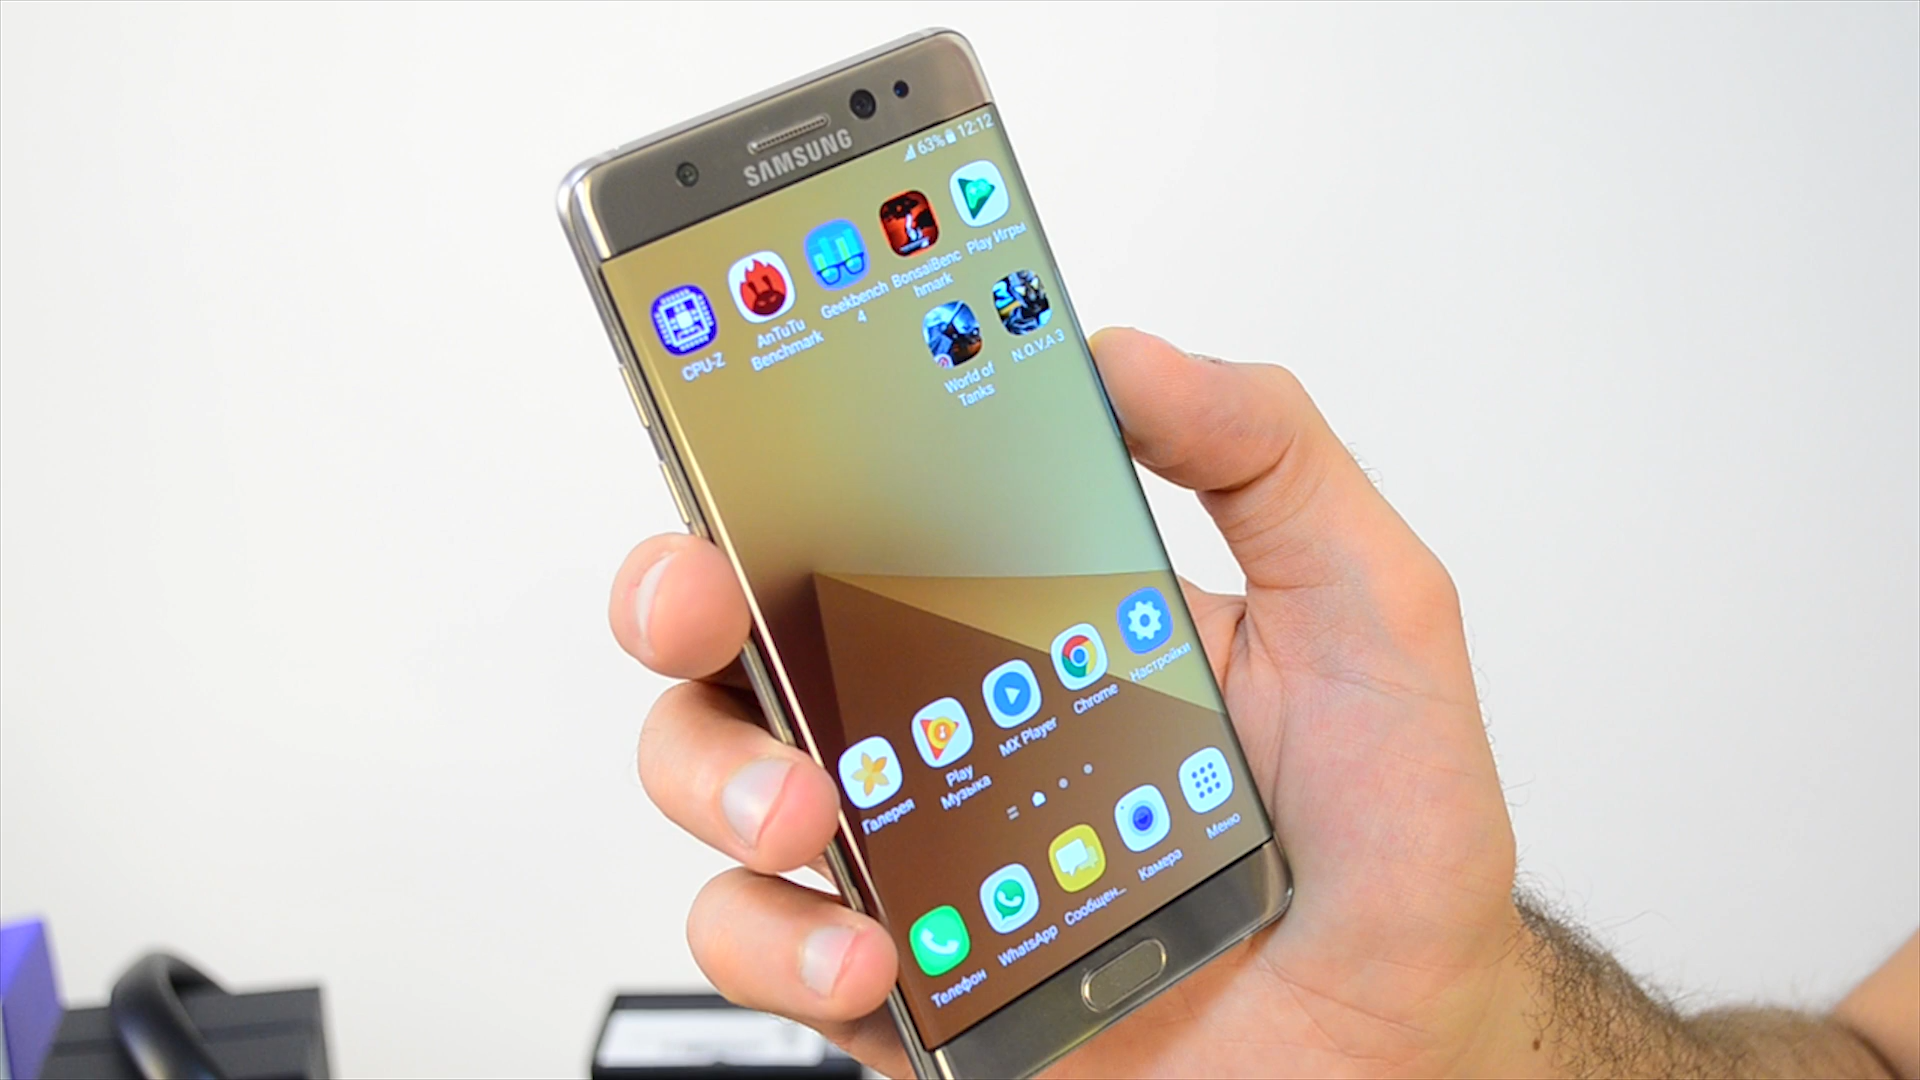 SAMSUNG
63% 12:12
CPU-Z
AnTuTu
Benchmark
Geekbench
4
BonsaiBenc
hmark
Play Игры
World of
Tanks
N.O.V.A 3
Галерея
Play
Музыка
MX Player
Chrome
Настройки
Телефон
WhatsApp
Сообщен...
Камера
Меню